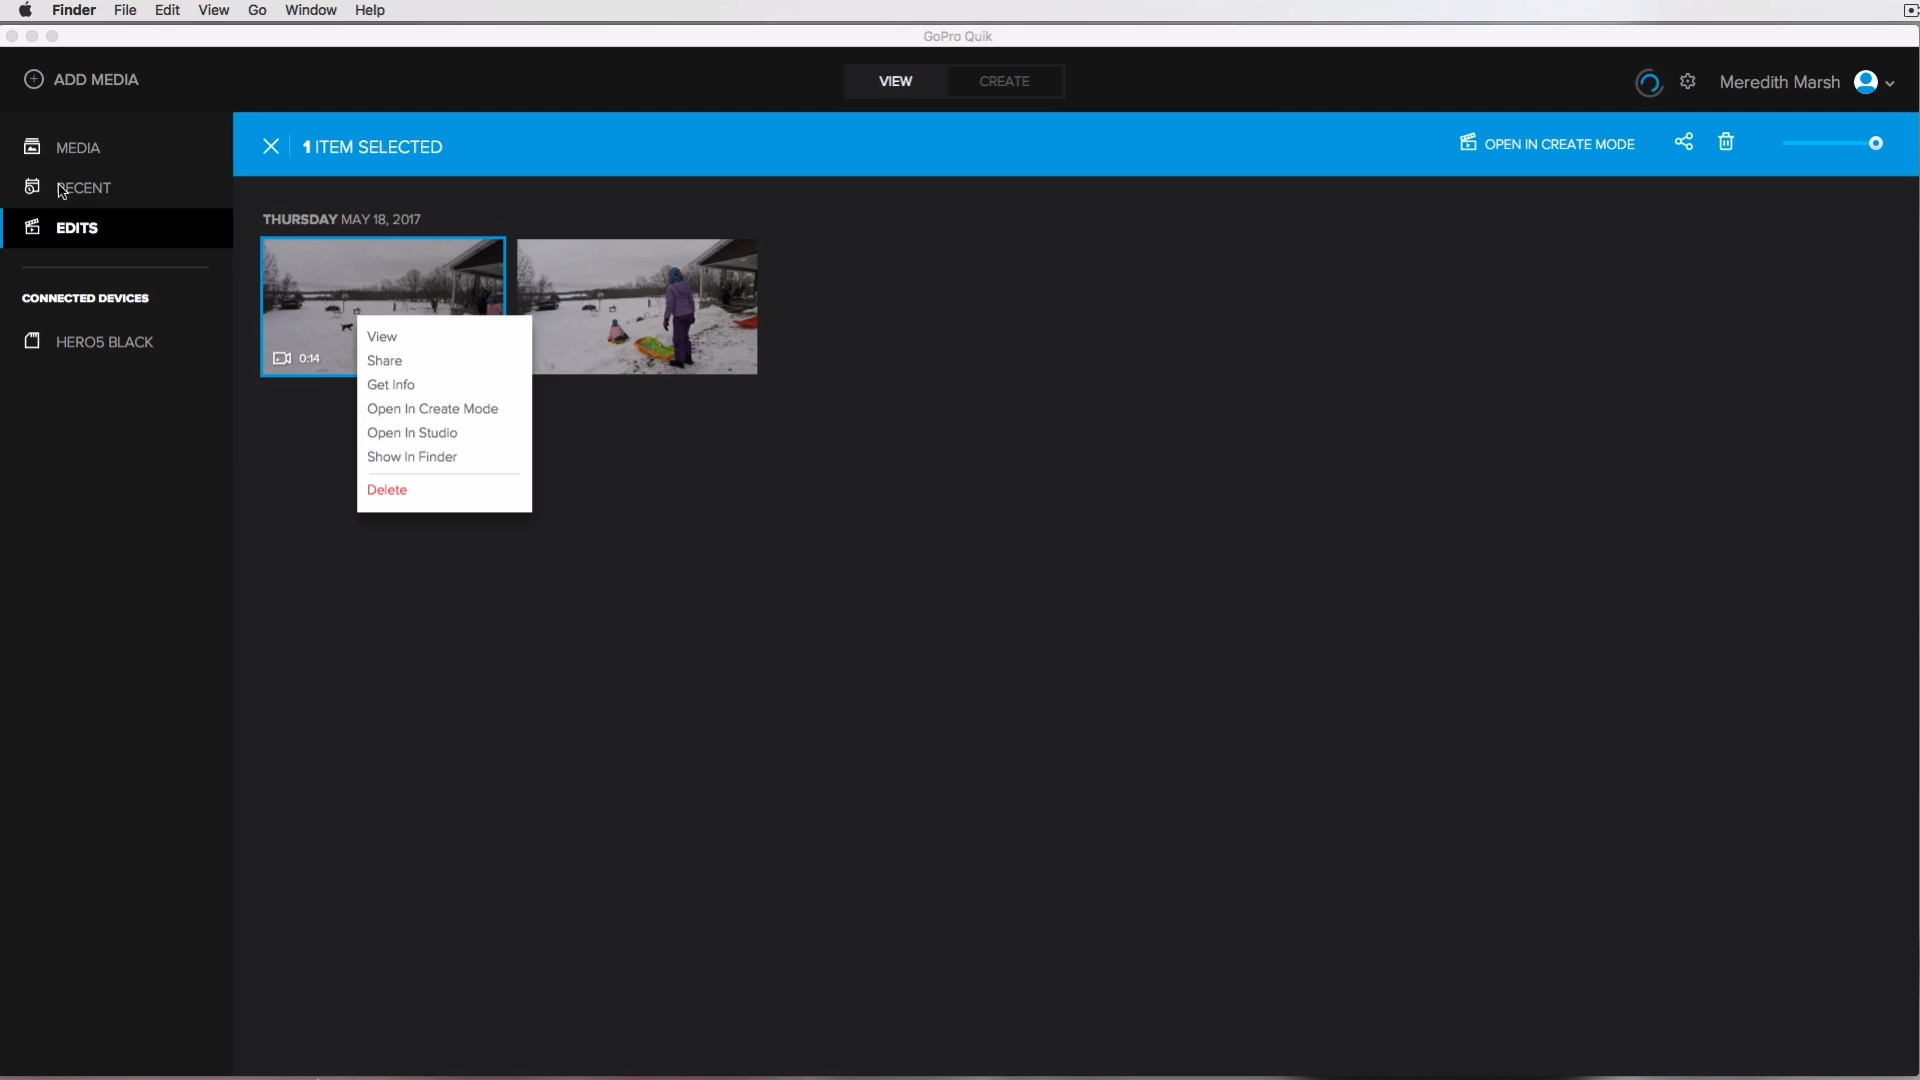 Finder File Edit View Go Window Help
GoPro Quik
ADD MEDIA
VIEW CREATE
Meredith Marsh
MEDIA
RECENT
EDITS
CONNECTED DEVICES
HERO5 BLACK
1 ITEM SELECTED
OPEN IN CREATE MODE
THURSDAY MAY 18, 2017
0:14
View
Share
Get Info
Open In Create Mode
Open In Studio
Show In Finder
Delete